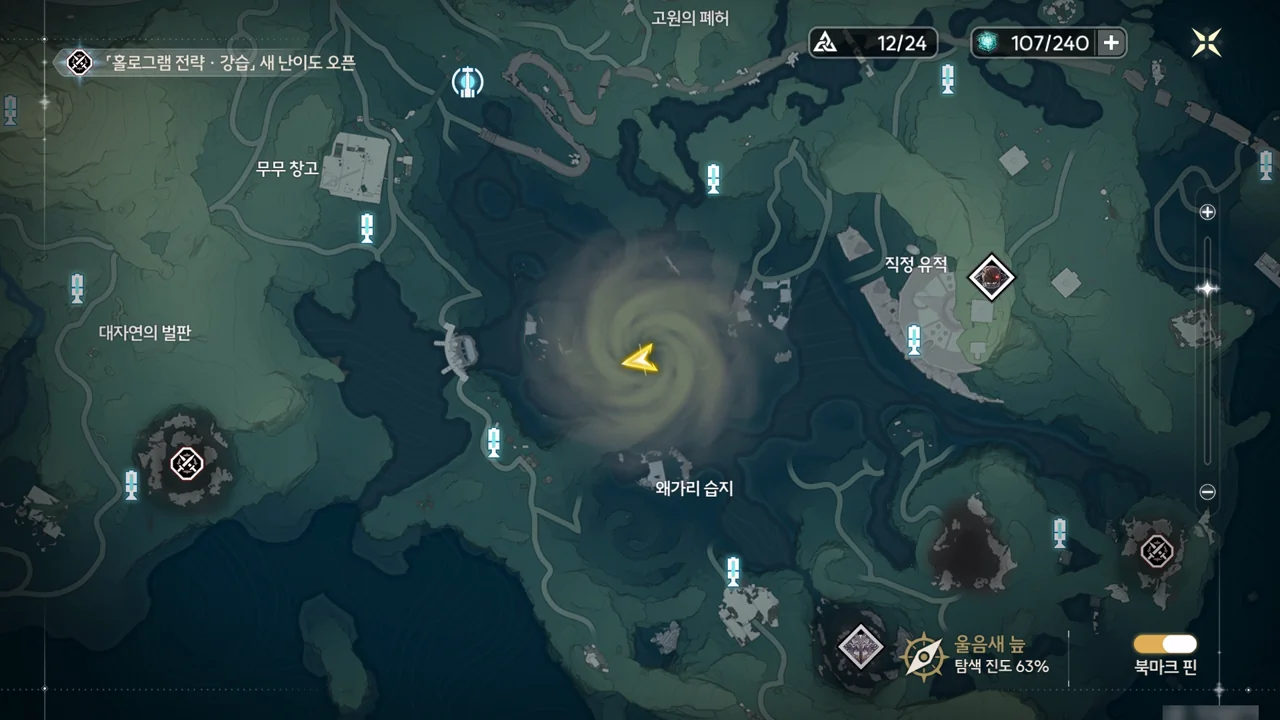 고원의 폐허
「홀로그램 전략 · 강습」 새 난이도 오픈
12/24
107/240
무무 창고
직정 유적
대자연의 벌판
왜가리 습지
울음새 늪
탐색 진도 63%
북마크 핀